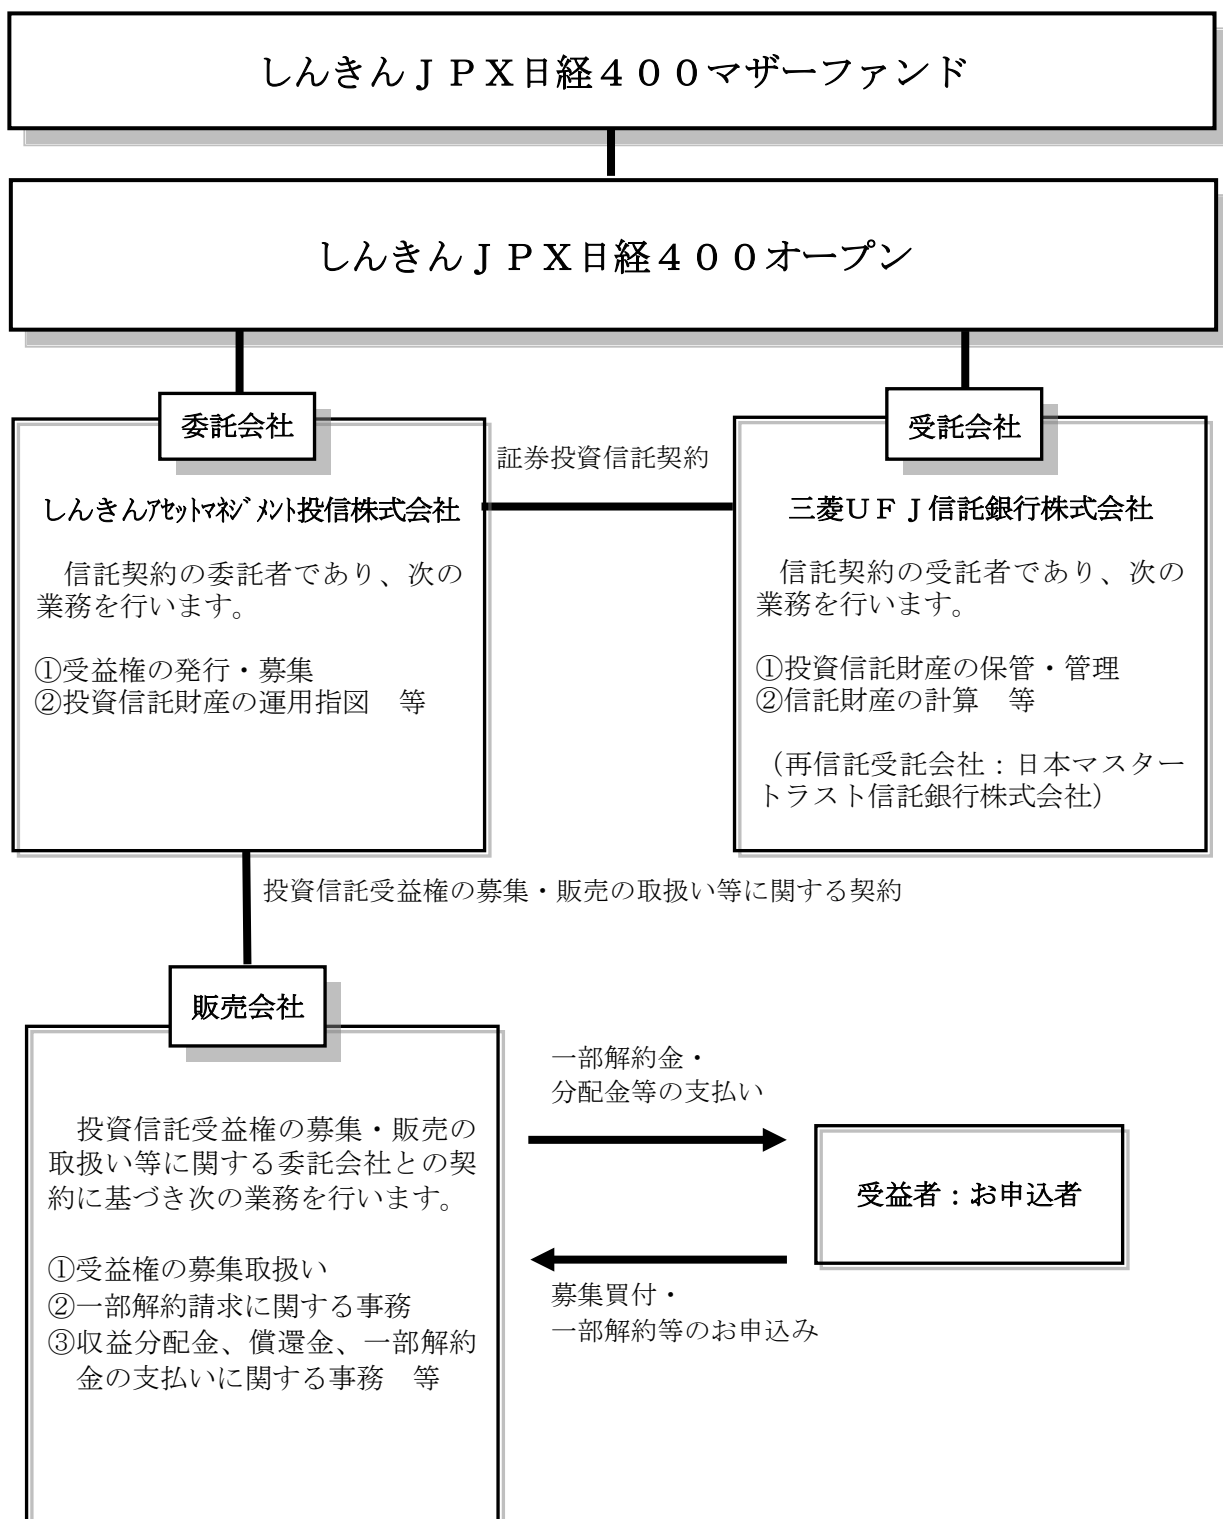 しんきんＪＰＸ日経４００マザーファンド
しんきんＪＰＸ日経４００オープン
委託会社
しんきんｱｾｯﾄﾏﾈｼﾞﾒﾝﾄ投信株式会社
　信託契約の委託者であり、次の
業務を行います。
①受益権の発行・募集
②投資信託財産の運用指図　等
証券投資信託契約
受託会社
三菱ＵＦＪ信託銀行株式会社
　信託契約の受託者であり、次の
業務を行います。
①投資信託財産の保管・管理
②信託財産の計算　等
（再信託受託会社：日本マスター
トラスト信託銀行株式会社）
投資信託受益権の募集・販売の取扱い等に関する契約
販売会社
　投資信託受益権の募集・販売の
取扱い等に関する委託会社との契
約に基づき次の業務を行います。
①受益権の募集取扱い
②一部解約請求に関する事務
③収益分配金、償還金、一部解約
　金の支払いに関する事務　等
一部解約金・
分配金等の支払い
受益者：お申込者
募集買付・
一部解約等のお申込み